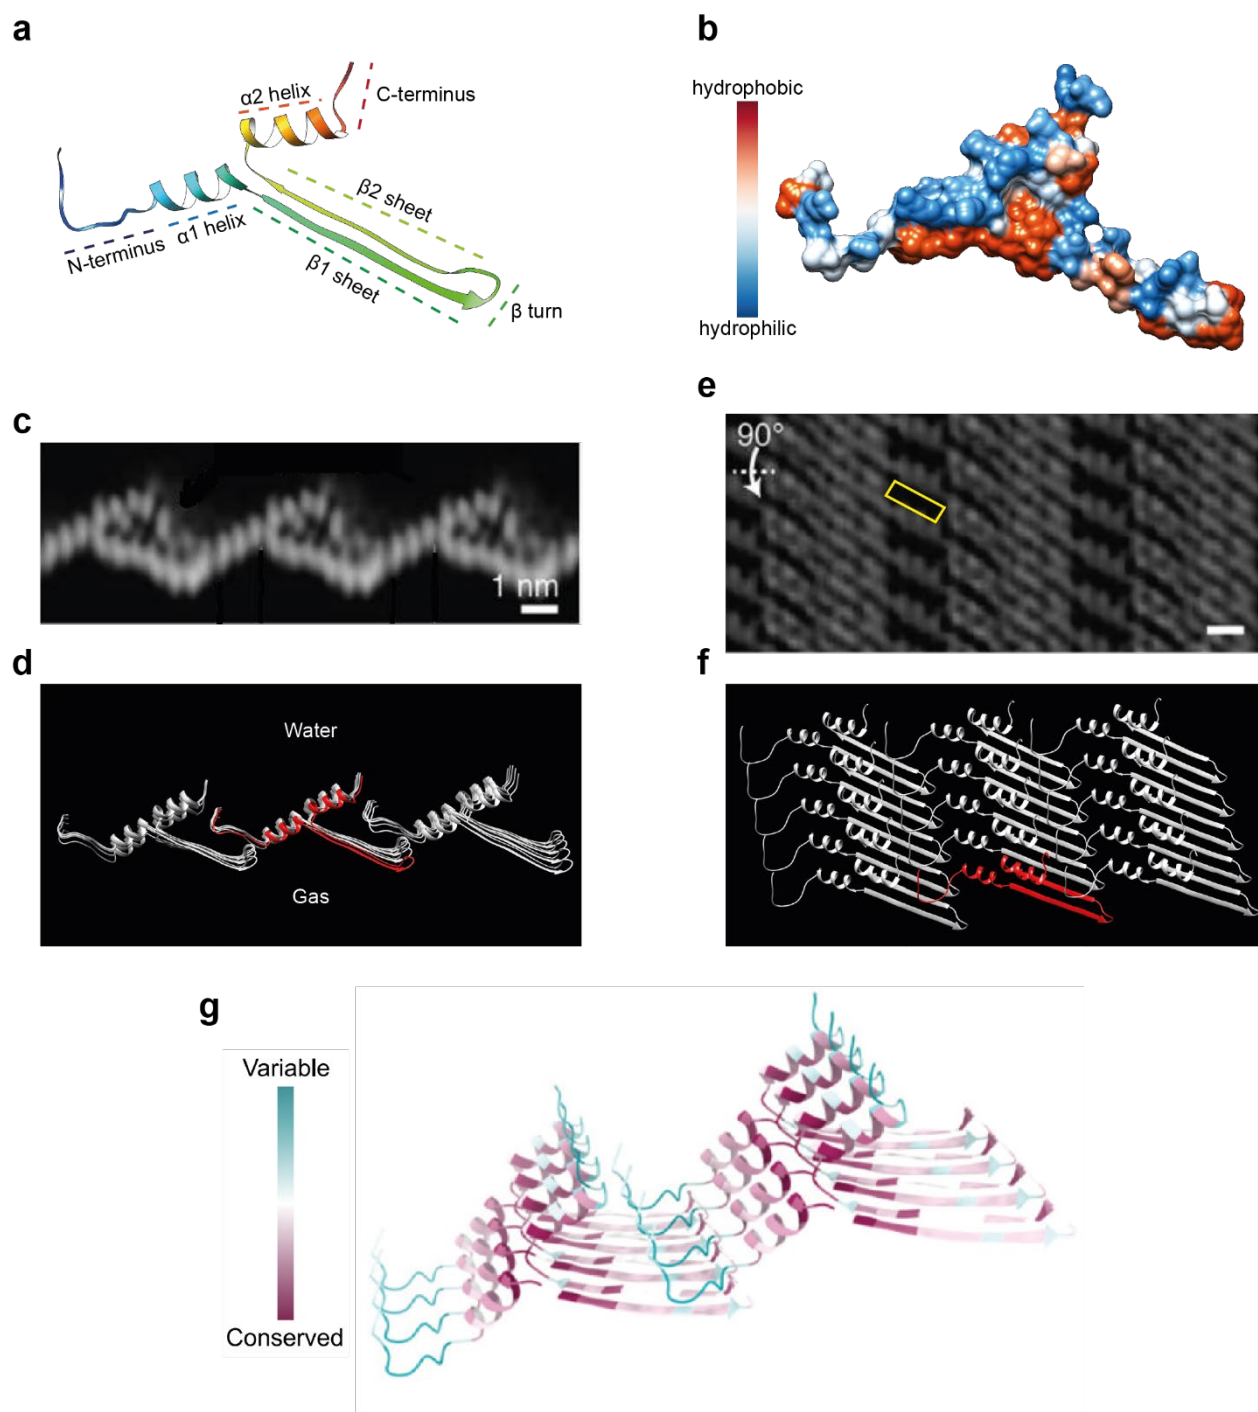 a
α2 helix
C-terminus
β2 sheet
N-terminus
α1 helix
β1 sheet
β turn
b
hydrophobic
hydrophilic
c
1 nm
d
Water
Gas
e
90°
f
g
Variable
Conserved